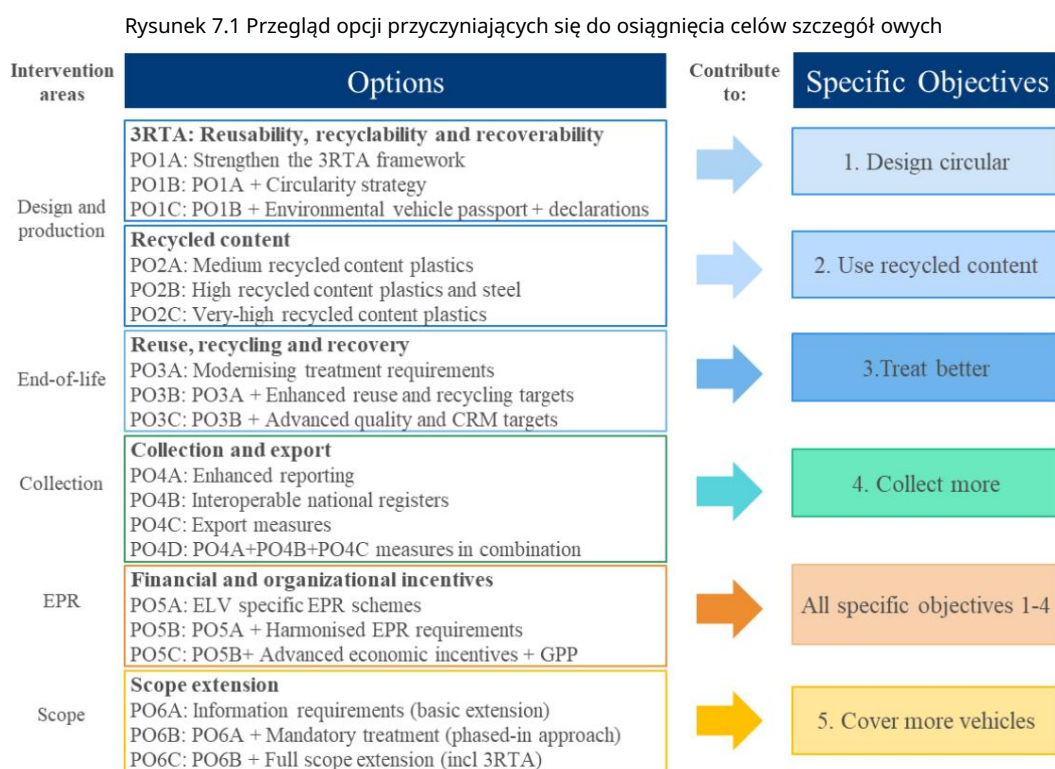 Rysunek 7.1 Przegląd opcji przyczyniających się do osiągnięcia celów szczegół owych
Intervention
areas
Options
Contribute
to:
Specific Objectives
Design and
production
3RTA: Reusability, recyclability and recoverability
PO1A: Strengthen the 3RTA framework
PO1B: PO1A + Circularity strategy
PO1C: PO1B + Environmental vehicle passport + declarations
1. Design circular
Recycled content
PO2A: Medium recycled content plastics
PO2B: High recycled content plastics and steel
PO2C: Very-high recycled content plastics
2. Use recycled content
End-of-life
Reuse, recycling and recovery
PO3A: Modernising treatment requirements
PO3B: PO3A + Enhanced reuse and recycling targets
PO3C: PO3B + Advanced quality and CRM targets
3.Treat better
Collection
Collection and export
PO4A: Enhanced reporting
PO4B: Interoperable national registers
PO4C: Export measures
PO4D: PO4A+PO4B+PO4C measures in combination
4. Collect more
EPR
Financial and organizational incentives
PO5A: ELV specific EPR schemes
PO5B: PO5A + Harmonised EPR requirements
PO5C: PO5B+ Advanced economic incentives + GPP
All specific objectives 1-4
Scope
Scope extension
PO6A: Information requirements (basic extension)
PO6B: PO6A + Mandatory treatment (phased-in approach)
PO6C: PO6B + Full scope extension (incl 3RTA)
5. Cover more vehicles